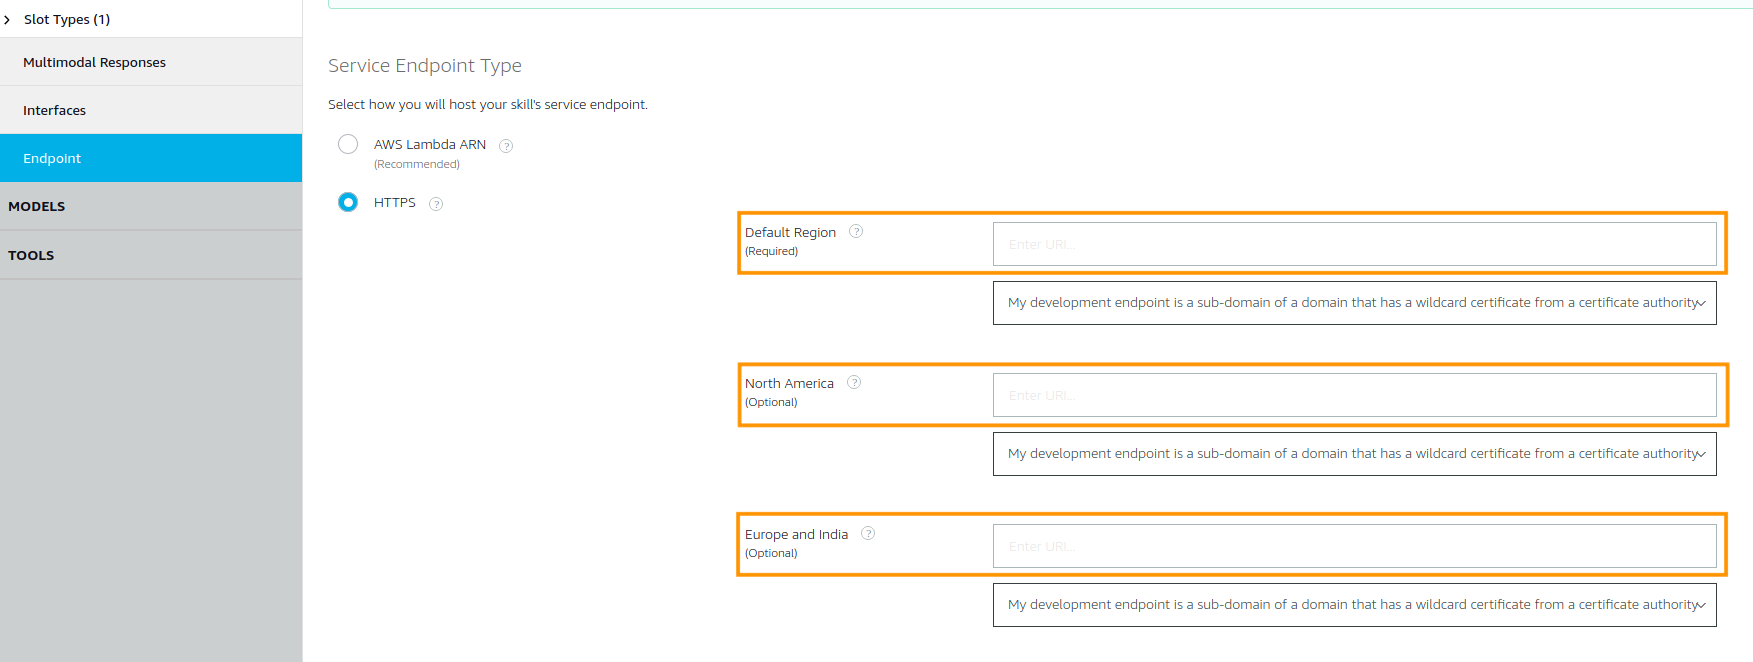 Slot Types (1)
Multimodal Responses
Interfaces
Endpoint
MODELS
TOOLS
Service Endpoint Type
Select how you will host your skill's service endpoint.
AWS Lambda ARN ?
(Recommended)
HTTPS ?
Default Region ?
(Required)
Enter URI...
My development endpoint is a sub-domain of a domain that has a wildcard certificate from a certificate authority
North America ?
(Optional)
Enter URI...
My development endpoint is a sub-domain of a domain that has a wildcard certificate from a certificate authority
Europe and India ?
(Optional)
Enter URI...
My development endpoint is a sub-domain of a domain that has a wildcard certificate from a certificate authority